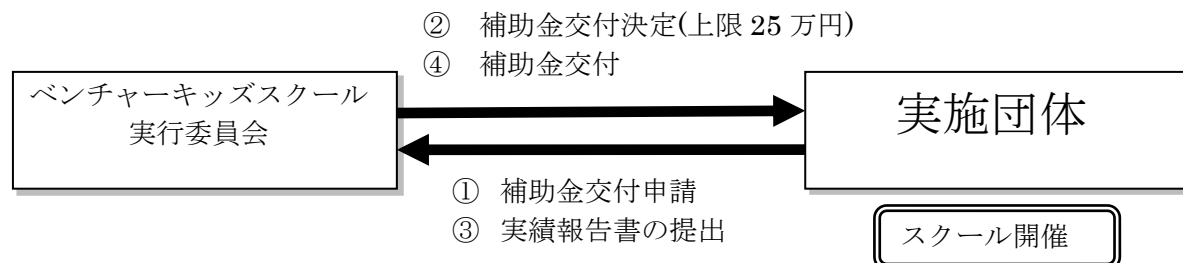 ② 補助金交付決定(上限 25 万円)
④ 補助金交付
ベンチャーキッズスクール
実行委員会
実施団体
① 補助金交付申請
③ 実績報告書の提出
スクール開催